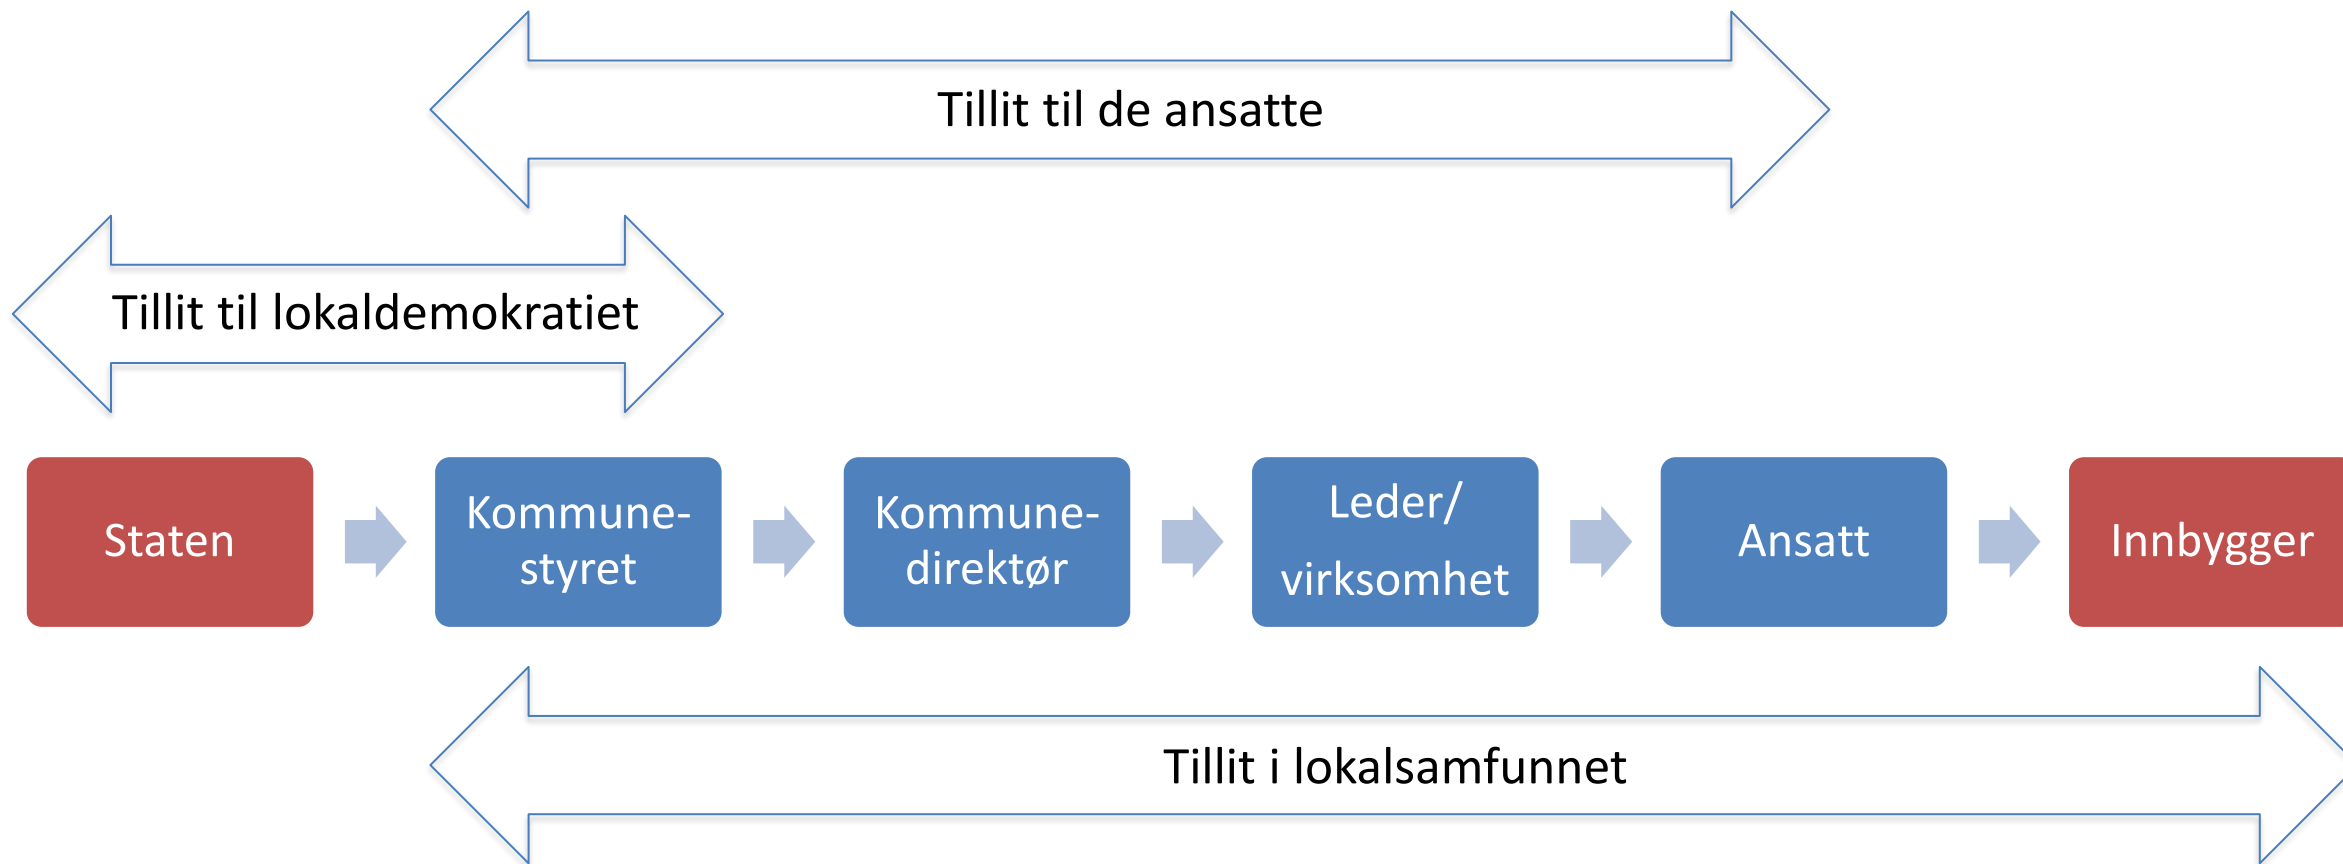 Tillit til de ansatte
Tillit til lokaldemokratiet
Staten
Kommune-
styret
Kommune-
direktør
Leder/
virksomhet
Ansatt
Innbygger
Tillit i lokalsamfunnet